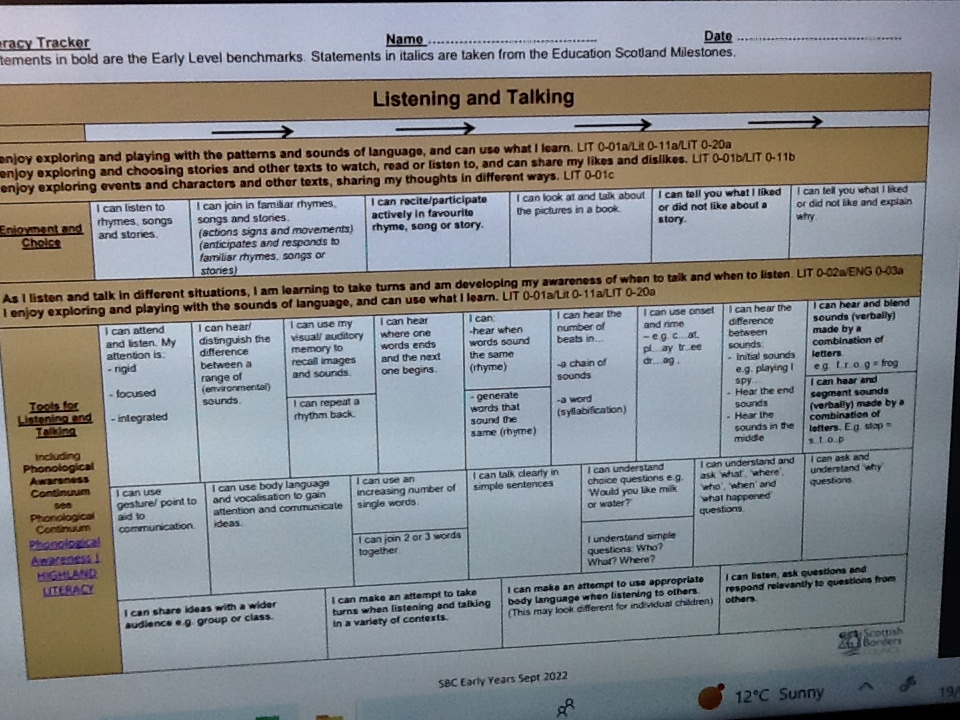 eracy Tracker
Name
Date
tements in bold are the Early Level benchmarks. Statements in italics are taken from the Education Scotland Milestones.
Listening and Talking
enjoy exploring and playing with the patterns and sounds of language, and can use what I learn. LIT 0-01a/Lit 0-11a/LIT 0-20a
enjoy exploring and choosing stories and other texts to watch, read or listen to, and can share my likes and dislikes. LIT 0-01b/LIT 0-11b
enjoy exploring events and characters and other texts, sharing my thoughts in different ways. LIT 0-01c
Enjoyment and
Choice
I can listen to
rhymes, songs
and stories.
I can join in familiar rhymes,
songs and stories.
(actions signs and movements)
(anticipates and responds to
familiar rhymes, songs or
stories)
I can recite/participate
actively in favourite
rhyme, song or story.
I can look at and talk about
the pictures in a book.
I can tell you what I liked
or did not like about a
story.
I can tell you what I liked
or did not like and explain
why.
As I listen and talk in different situations, I am learning to take turns and am developing my awareness of when to talk and when to listen. LIT 0-02a/ENG 0-03a
I enjoy exploring and playing with the sounds of language, and can use what I learn. LIT 0-01a/Lit 0-11a/LIT 0-20a
Tools for
Listening and
Talking
including
Phonological
Awareness
Continuum
see
Phonological
Continuum
Phonological
Awareness |
HIGHLAND
LITERACY
I can attend
and listen. My
attention is:
- rigid
- focused
- integrated
I can hear/
distinguish the
difference
between a
range of
(environmental)
sounds.
I can use my
visual/ auditory
memory to
recall images
and sounds.
I can repeat a
rhythm back.
I can hear
where one
words ends
and the next
one begins.
I can:
-hear when
words sound
the same
(rhyme)
- generate
words that
sound the
same (rhyme)
I can hear the
number of
beats in...
-a chain of
sounds
-a word
(syllabification)
I can use onset
and rime
– e.g. c...at,
pl...ay tr..ee
dr...ag .
I can hear the
difference
between
sounds:
- Initial sounds
e.g. playing I
spy...
- Hear the end
sounds
- Hear the
sounds in the
middle
I can hear and blend
sounds (verbally)
made by a
combination of
letters.
e.g. f..r..o..g = frog
I can hear and
segment sounds
(verbally) made by a
combination of
letters. E.g. stop =
s..t..o..p
I can use
gesture/ point to
aid to
communication.
I can use body language
and vocalisation to gain
attention and communicate
ideas.
I can use an
increasing number of
single words.
I can join 2 or 3 words
together.
I can talk clearly in
simple sentences
I can understand
choice questions e.g.
'Would you like milk
or water?'
I understand simple
questions: Who?
What? Where?
I can understand and
ask 'what', 'where',
'who', 'when' and
'what happened'
questions.
I can ask and
understand 'why'
questions.
I can share ideas with a wider
audience e.g. group or class.
I can make an attempt to take
turns when listening and talking
in a variety of contexts.
I can make an attempt to use appropriate
body language when listening to others.
(This may look different for individual children)
I can listen, ask questions and
respond relevantly to questions from
others.
Scottish
Borders
SBC Early Years Sept 2022
12°C Sunny
19/